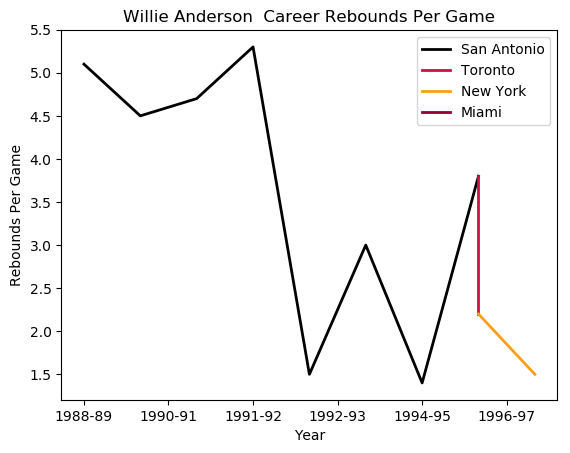 Willie Anderson  Career Rebounds Per Game
5.5
5.0
4.5
4.0
3.5
3.0
2.5
2.0
1.5
Rebounds Per Game
San Antonio
Toronto
New York
Miami
1988-89 1990-91 1991-92 1992-93 1994-95 1996-97
Year